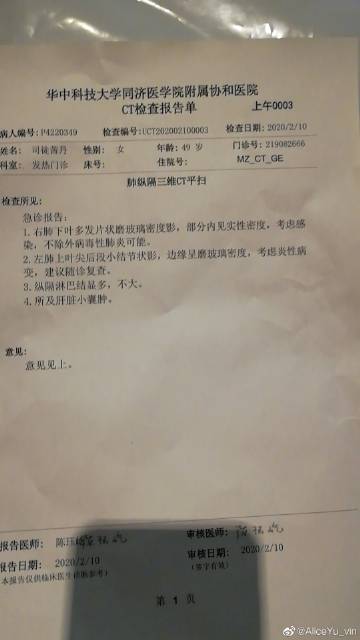 华中科技大学同济医学院附属协和医院
CT检查报告单 上午0003
病人编号:P4220349 检查编号:UCT202002100003 检查日期:2020/2/10
姓名: 司徒茜丹 性别: 女 年龄: 49 岁 门诊号: 219082666
科室: 发热门诊 床号: 住院号: MZ_CT_GE
肺纵隔三维CT平扫
检查所见:
急诊报告:
1.右肺下叶多发片状磨玻璃密度影,部分内见实性密度,考虑感
染,不除外病毒性肺炎可能。
2.左肺上叶尖后段小结节状影,边缘呈磨玻璃密度,考虑炎性病
变,建议随诊复查。
3.纵隔淋巴结显多,不大。
4.所及肝脏小囊肿。
意见:
意见见上。
报告医师: 陈珏 审核医师:
报告日期: 2020/2/10 审核日期: 2020/2/10
本报告仅供临床医生诊断参考) (签字有效)
第 1 页
@AliceYu_yin